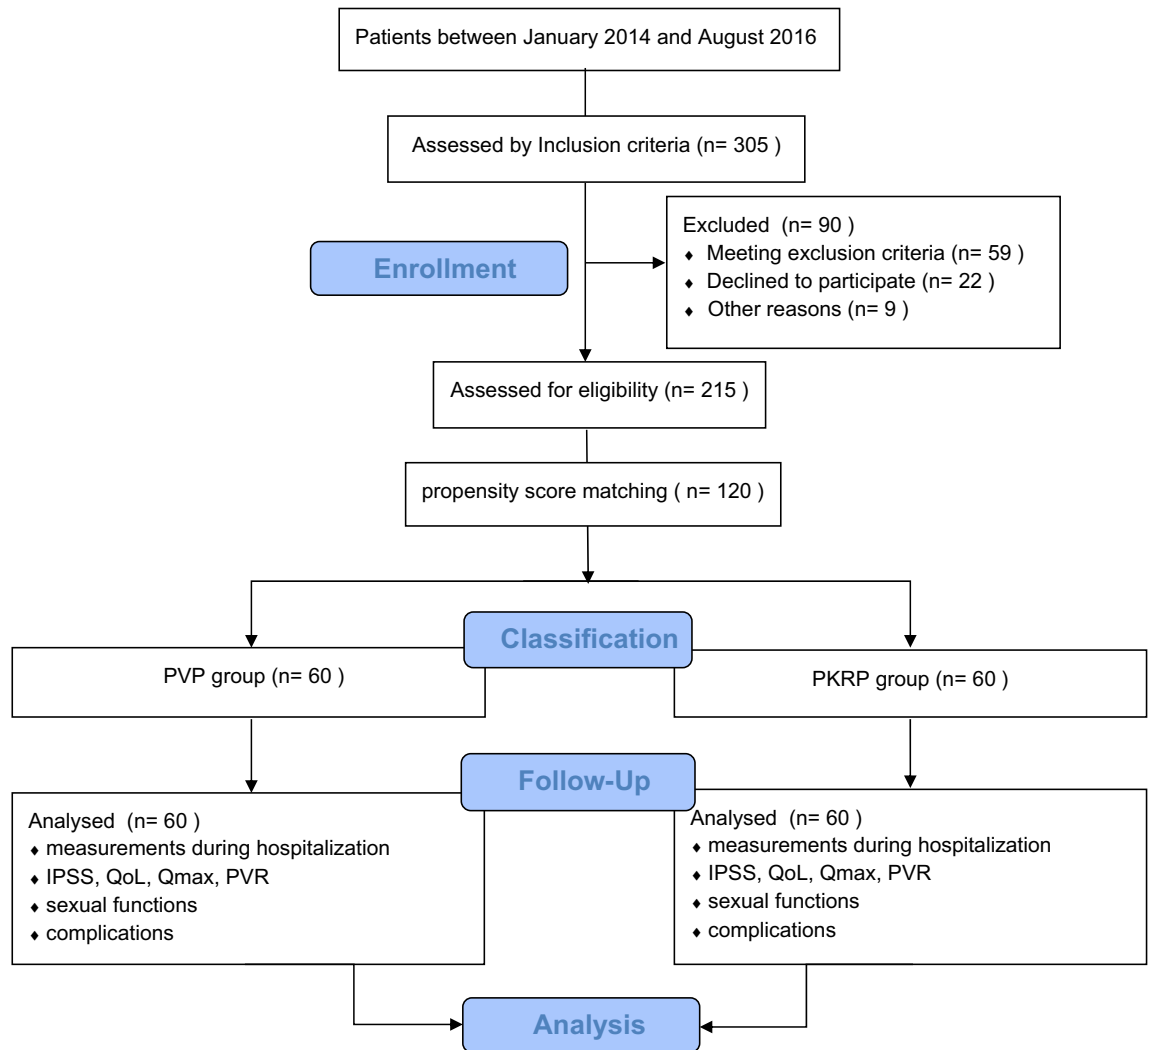 Patients between January 2014 and August 2016
Assessed by Inclusion criteria (n= 305 )
Excluded (n= 90 )
♦ Meeting exclusion criteria (n= 59 )
♦ Declined to participate (n= 22 )
♦ Other reasons (n= 9 )
Enrollment
Assessed for eligibility (n= 215 )
propensity score matching ( n= 120 )
Classification
PVP group (n= 60 )
PKRP group (n= 60 )
Follow-Up
Analysed (n= 60 )
♦ measurements during hospitalization
♦ IPSS, QoL, Qmax, PVR
♦ sexual functions
♦ complications
Analysed (n= 60 )
♦ measurements during hospitalization
♦ IPSS, QoL, Qmax, PVR
♦ sexual functions
♦ complications
Analysis